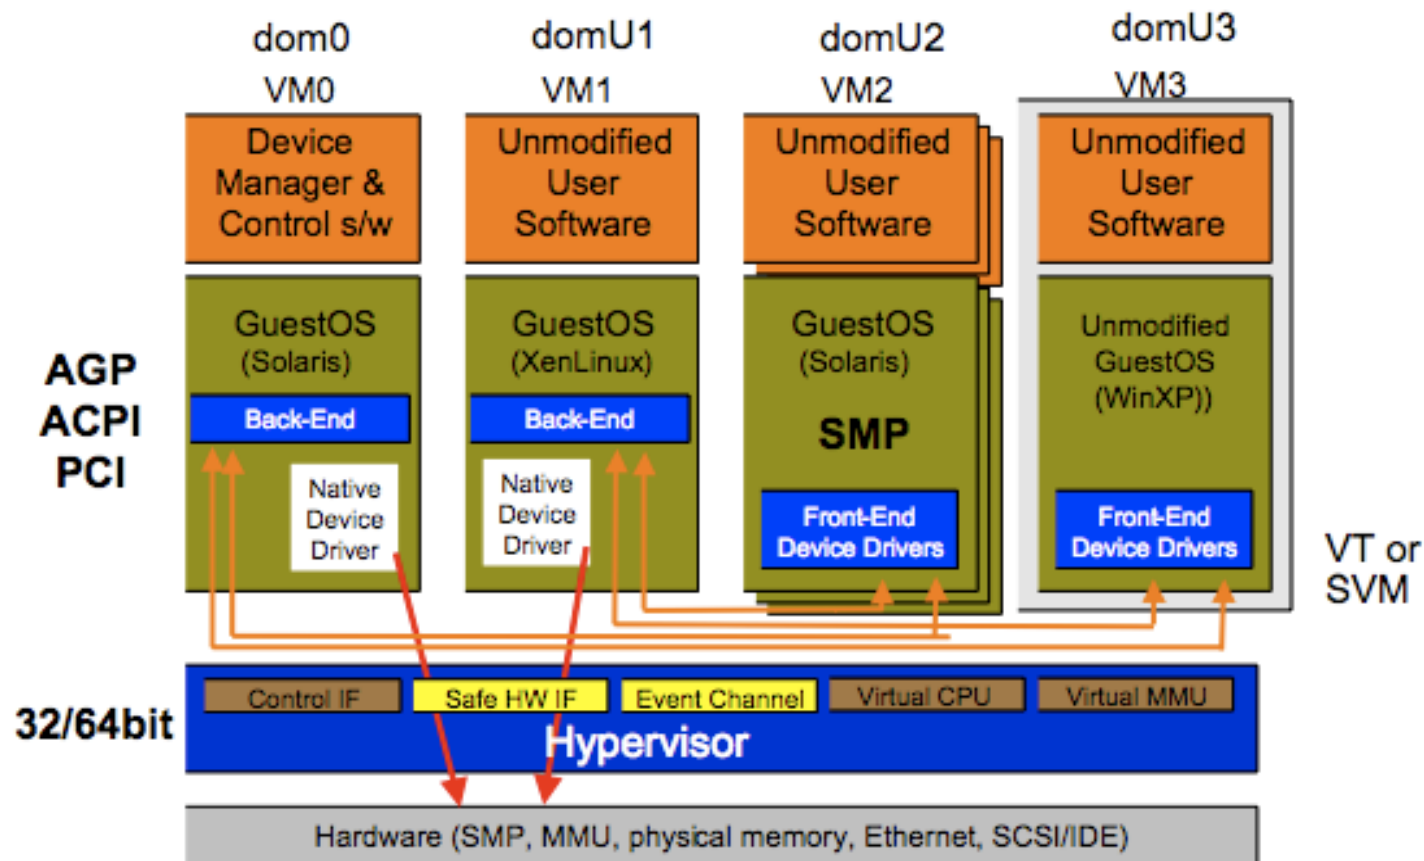 dom0
VM0
domU1
VM1
domU2
VM2
domU3
VM3
Device
Manager &
Control s/w
Unmodified
User
Software
Unmodified
User
Software
Unmodified
User
Software
AGP
ACPI
PCI
GuestOS
(Solaris)
Back-End
Native
Device
Driver
GuestOS
(XenLinux)
Back-End
Native
Device
Driver
GuestOS
(Solaris)
SMP
Front-End
Device Drivers
Unmodified
GuestOS
(WinXP))
Front-End
Device Drivers
VT or
SVM
32/64bit
Control IF
Safe HW IF
Event Channel
Virtual CPU
Virtual MMU
Hypervisor
Hardware (SMP, MMU, physical memory, Ethernet, SCSI/IDE)